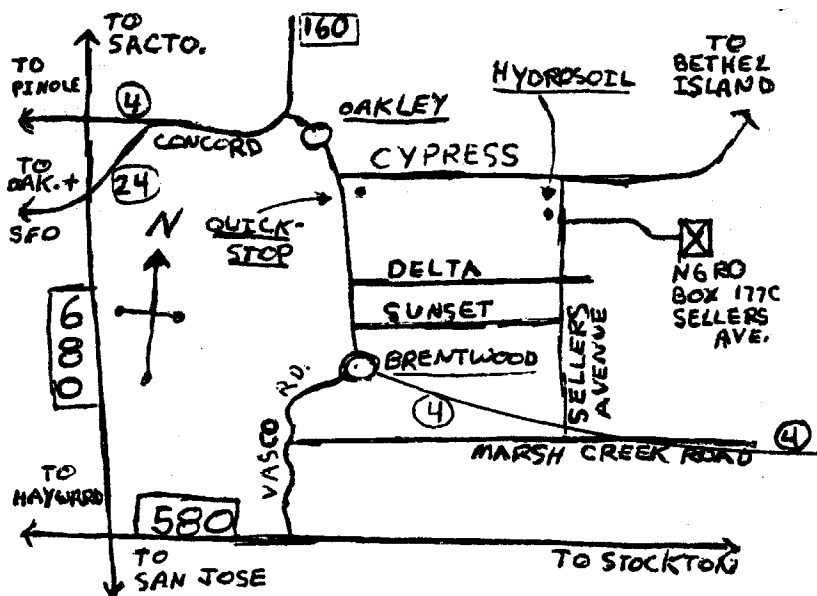 TO
SACTO.
160
TO
PINOLE
4
OAKLEY
HYDROSOIL
TO
BETHEL
ISLAND
CONCORD
CYPRESS
TO
OAK. +
SFO
24
N
QUICK-
STOP
N6RO
BOX 177C
SELLERS
AVE.
DELTA
SUNSET
680
BRENTWOOD
SELLERS
AVENUE
RD.
4
VASCO
MARSH CREEK ROAD
4
TO
HAYWARD
580
TO
SAN JOSE
TO STOCKTON